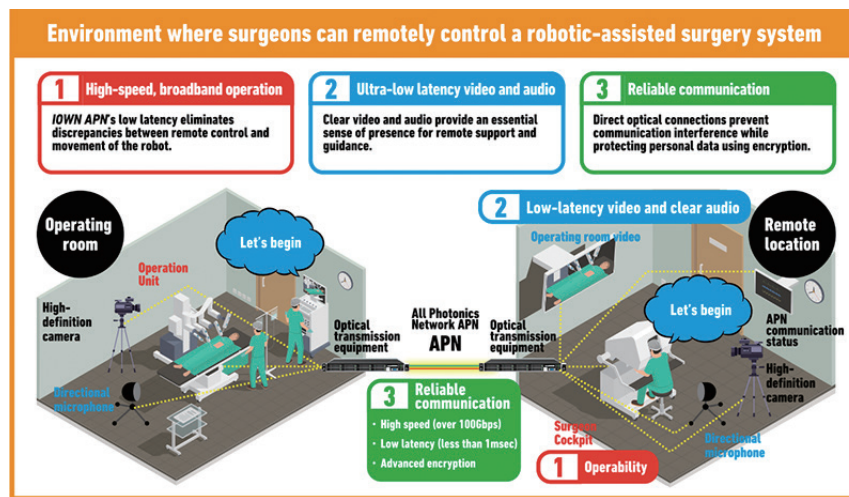 Environment where surgeons can remotely control a robotic-assisted surgery system
1 High-speed, broadband operation
IOWN APN's low latency eliminates
discrepancies between remote control and
movement of the robot.
2 Ultra-low latency video and audio
Clear video and audio provide an essential
sense of presence for remote support and
guidance.
3 Reliable communication
Direct optical connections prevent
communication interference while
protecting personal data using encryption.
Operating
room
Let's begin
Operation
Unit
High-
definition
camera
Directional
microphone
Optical
transmission
equipment
All Photonics
Network APN
APN
Optical
transmission
equipment
3 Reliable
communication
・ High speed (over 100Gbps)
・ Low latency (less than 1msec)
・ Advanced encryption
2 Low-latency video and clear audio
Operating room video
Remote
location
Let's begin
APN
communication
status
High-
definition
camera
Directional
microphone
Surgeon
Cockpit
1 Operability